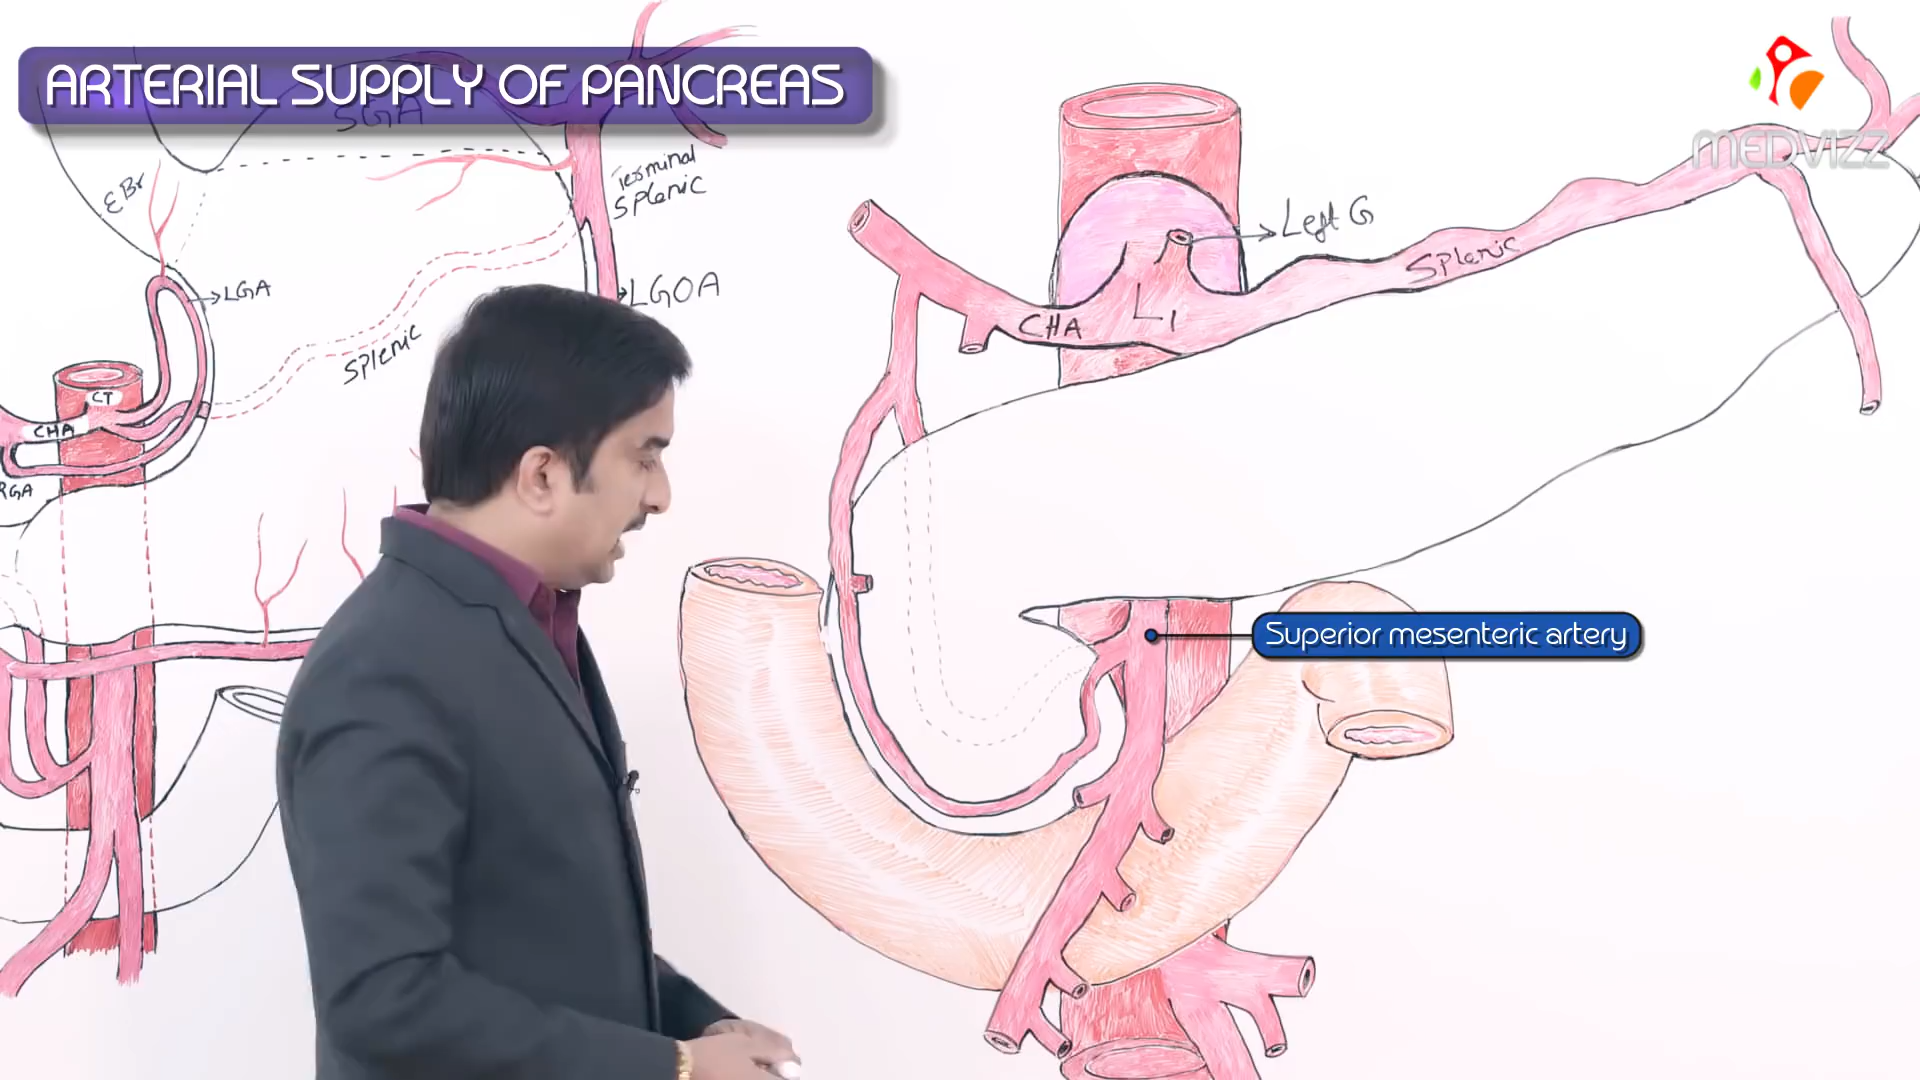 ARTERIAL SUPPLY OF PANCREAS
MEDVIZZ
SGA
EBr
Terminal
Splenic
LGA
LGOA
Splenic
CT
CHA
RGA
Left G
Splenic
CHA
L1
Superior mesenteric artery